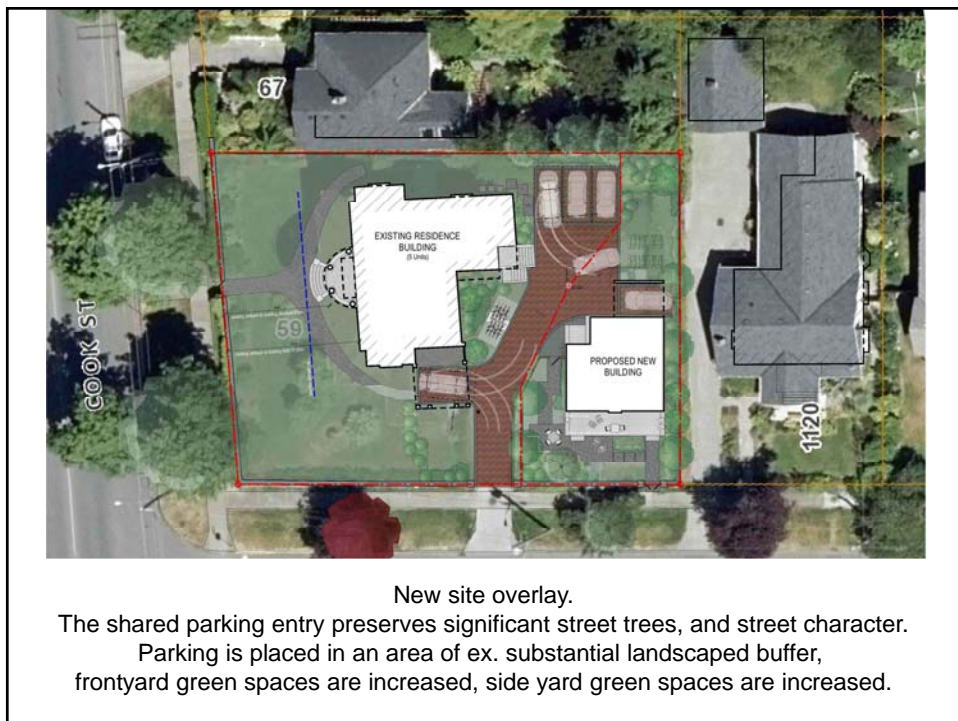 67
EXISTING RESIDENCE
BUILDING
(5 Units)
59
COOK ST
PROPOSED NEW
BUILDING
1120
New site overlay.
The shared parking entry preserves significant street trees, and street character.
Parking is placed in an area of ex. substantial landscaped buffer,
frontyard green spaces are increased, side yard green spaces are increased.